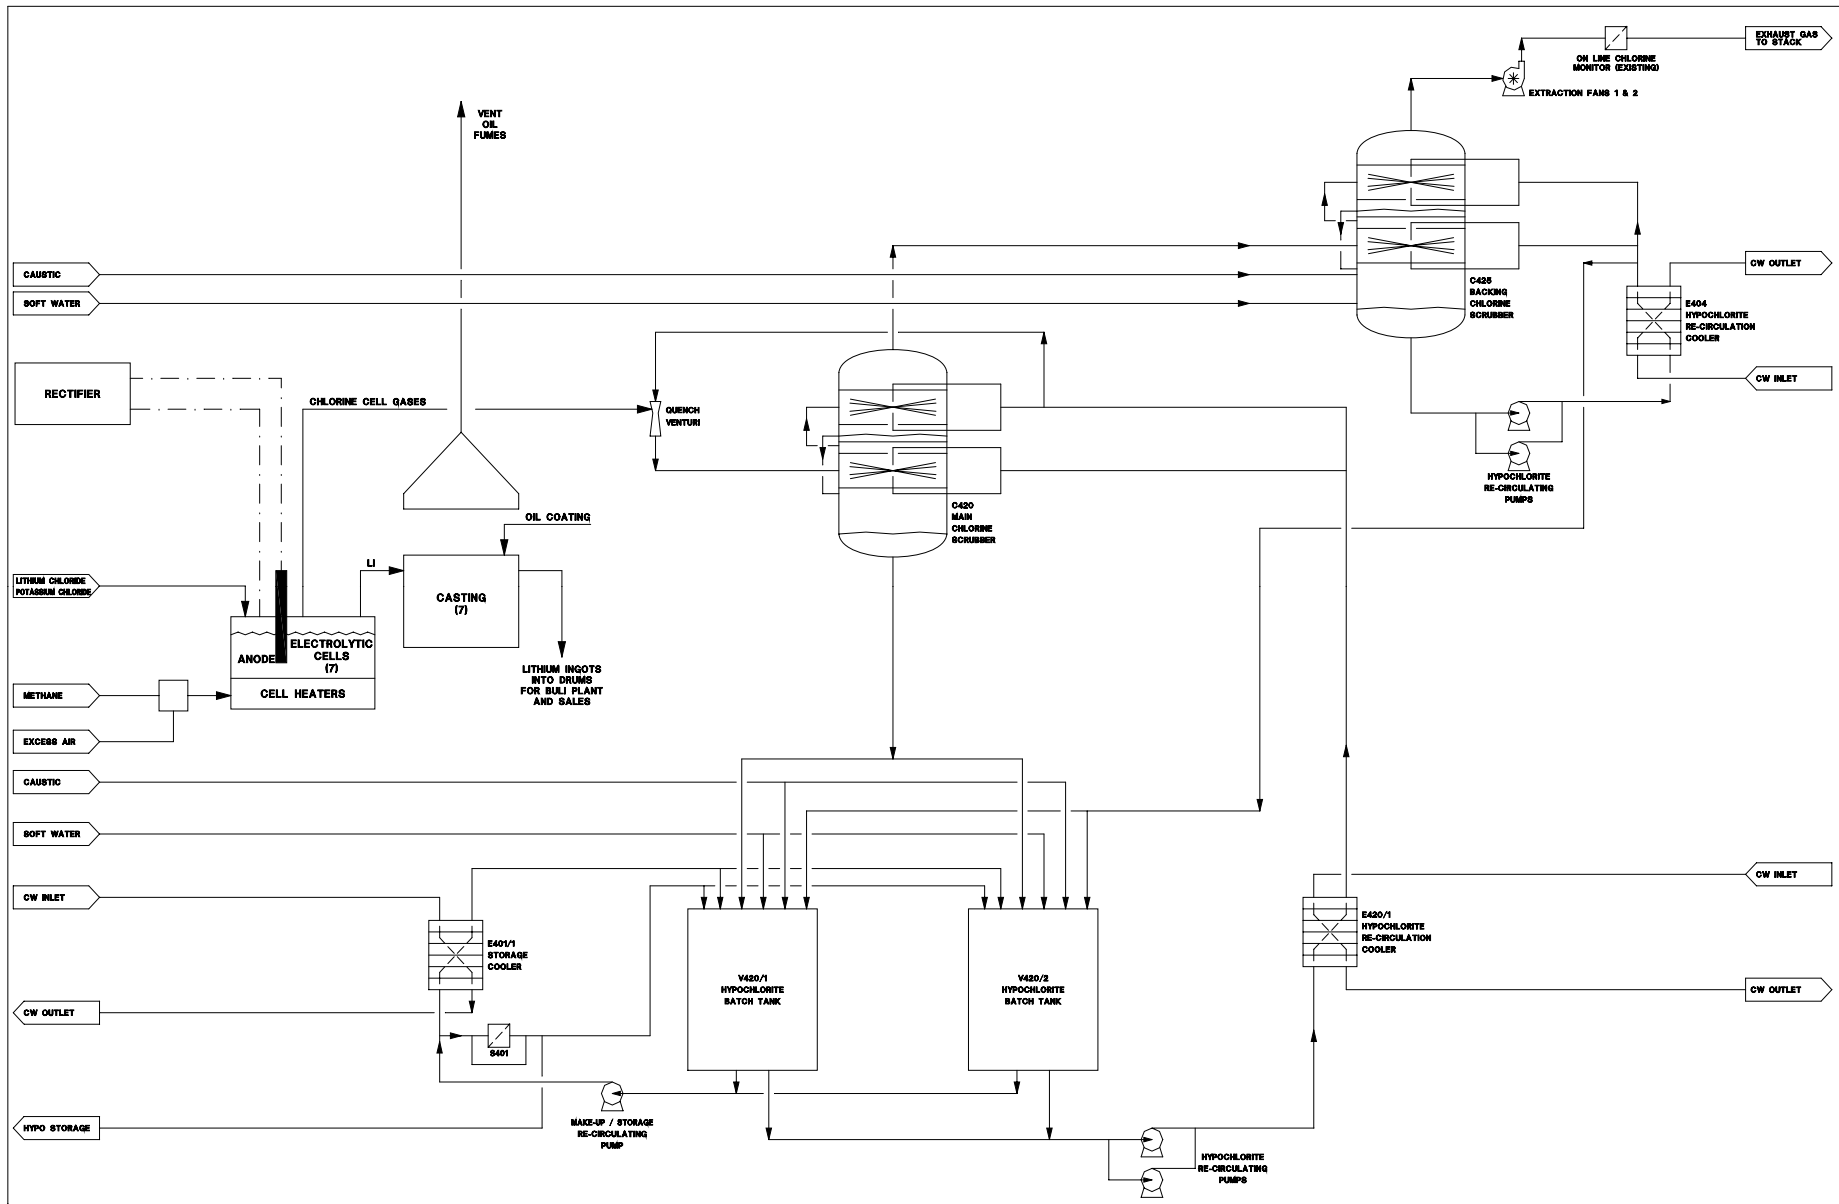 EXHAUST GAS
TO STACK
ON LINE CHLORINE
MONITOR (EXISTING)
EXTRACTION FANS 1 & 2
VENT
OIL
FUMES
CAUSTIC
SOFT WATER
CW OUTLET
C425
BACKING
CHLORINE
SCRUBBER
E404
HYPOCHLORITE
RE-CIRCULATION
COOLER
CW INLET
RECTIFIER
CHLORINE CELL GASES
QUENCH
VENTURI
HYPOCHLORITE
RE-CIRCULATING
PUMPS
C420
MAIN
CHLORINE
SCRUBBER
OIL COATING
LI
CASTING
(7)
LITHIUM CHLORIDE
POTASSIUM CHLORIDE
ANODE
ELECTROLYTIC
CELLS
(7)
CELL HEATERS
LITHIUM INGOTS
INTO DRUMS
FOR BULI PLANT
AND SALES
METHANE
EXCESS AIR
CAUSTIC
SOFT WATER
CW INLET
CW INLET
E401/1
STORAGE
COOLER
V420/1
HYPOCHLORITE
BATCH TANK
V420/2
HYPOCHLORITE
BATCH TANK
E420/1
HYPOCHLORITE
RE-CIRCULATION
COOLER
CW OUTLET
CW OUTLET
S401
HYPO STORAGE
MAKE-UP / STORAGE
RE-CIRCULATING
PUMP
HYPOCHLORITE
RE-CIRCULATING
PUMPS